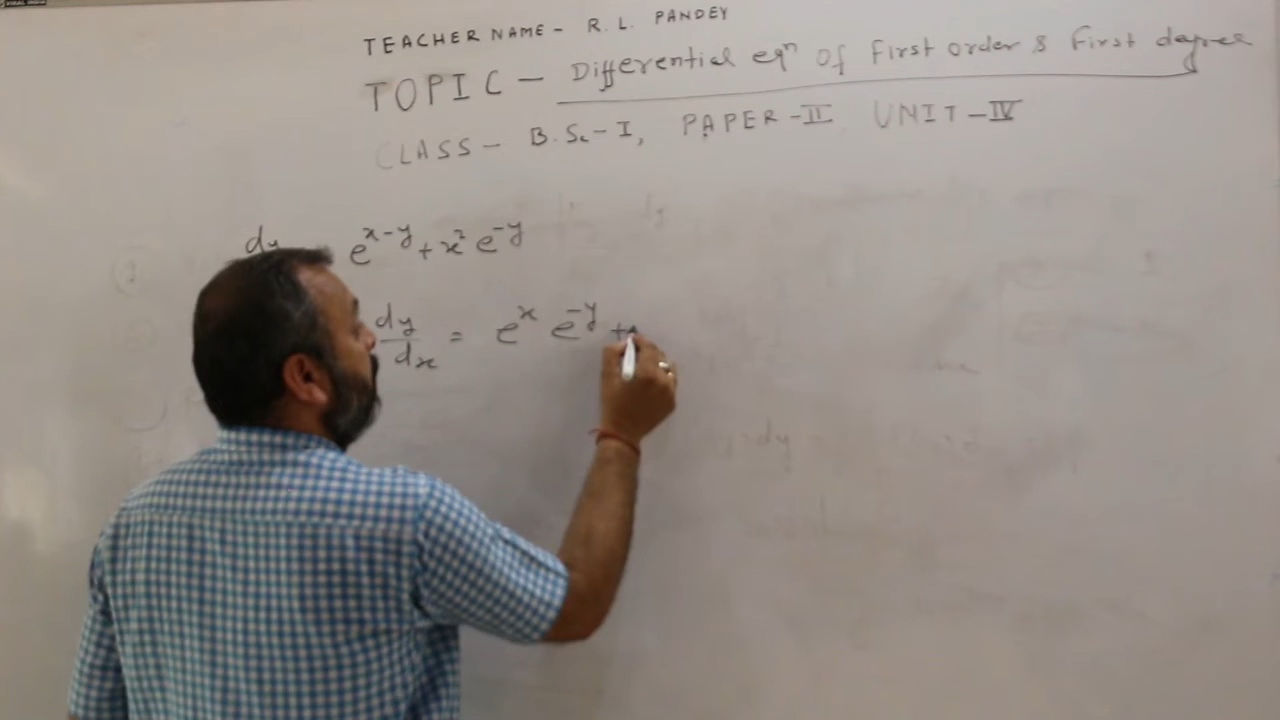 TEACHER NAME - R. L. PANDEY
TOPIC - Differential eqⁿ of first order & first degree
CLASS - B.Sc-I, PAPER-II UNIT-IV
dy e^{x-y} + x² e^{-y}
dy/dx = e^x e^{-y} +